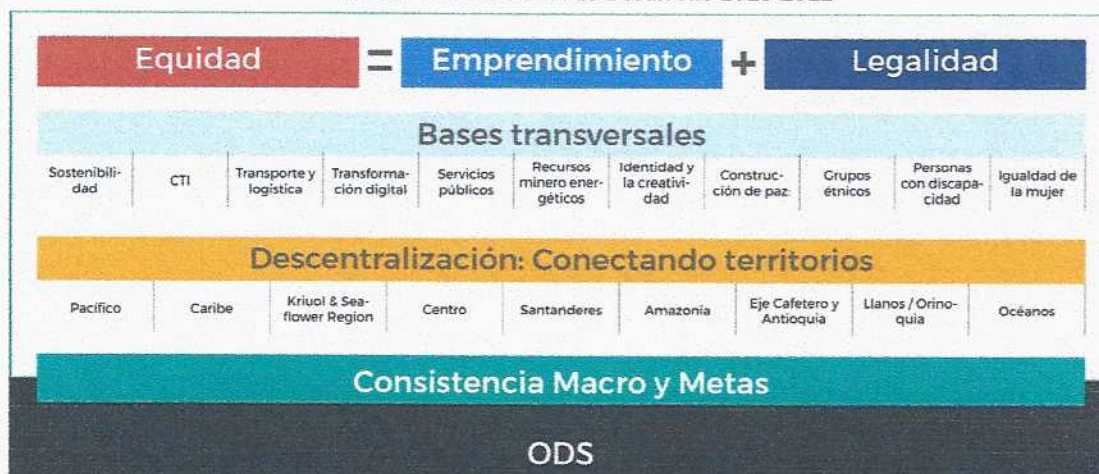 Equidad = Emprendimiento + Legalidad
Bases transversales
Sostenibili-
dad
CTI
Transporte y
logística
Transforma-
ción digital
Servicios
públicos
Recursos
minero ener-
géticos
Identidad y
la creativi-
dad
Construc-
ción de paz
Grupos
étnicos
Personas
con discapa-
cidad
Igualdad de
la mujer
Descentralización: Conectando territorios
Pacífico
Caribe
Kriuol & Sea-
flower Region
Centro
Santanderes
Amazonia
Eje Cafetero y
Antioquia
Llanos / Orino-
quia
Océanos
Consistencia Macro y Metas
ODS